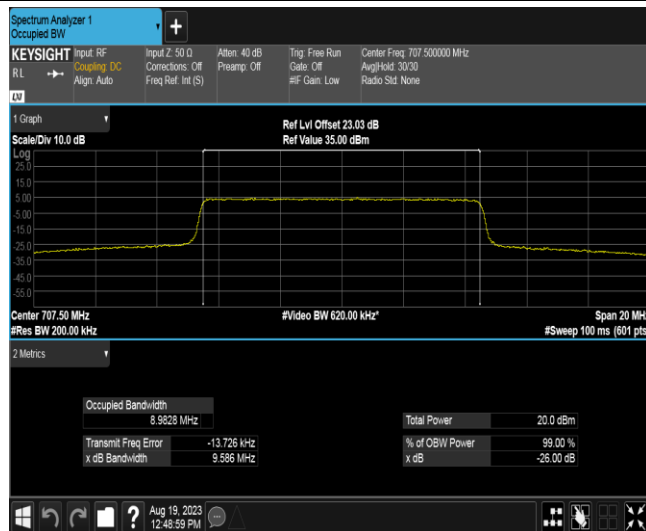 Spectrum Analyzer 1
Occupied BW
+
KEYSIGHT
RL
LXI
Input: RF
Coupling: DC
Align: Auto
Input Z: 50 Ω
Corrections: Off
Freq Ref: Int (S)
Atten: 40 dB
Preamp: Off
Trig: Free Run
Gate: Off
#IF Gain: Low
Center Freq: 707.500000 MHz
Avg|Hold: 30/30
Radio Std: None
1 Graph
Scale/Div 10.0 dB
Ref Lvl Offset 23.03 dB
Ref Value 35.00 dBm
Log
25.0
15.0
5.00
-5.00
-15.0
-25.0
-35.0
-45.0
-55.0
Center 707.50 MHz
#Res BW 200.00 kHz
#Video BW 620.00 kHz*
Span 20 MHz
#Sweep 100 ms (601 pts
2 Metrics
Occupied Bandwidth
8.9828 MHz
Transmit Freq Error -13.726 kHz
x dB Bandwidth 9.586 MHz
Total Power 20.0 dBm
% of OBW Power 99.00 %
x dB -26.00 dB
?
Aug 19, 2023
12:48:59 PM